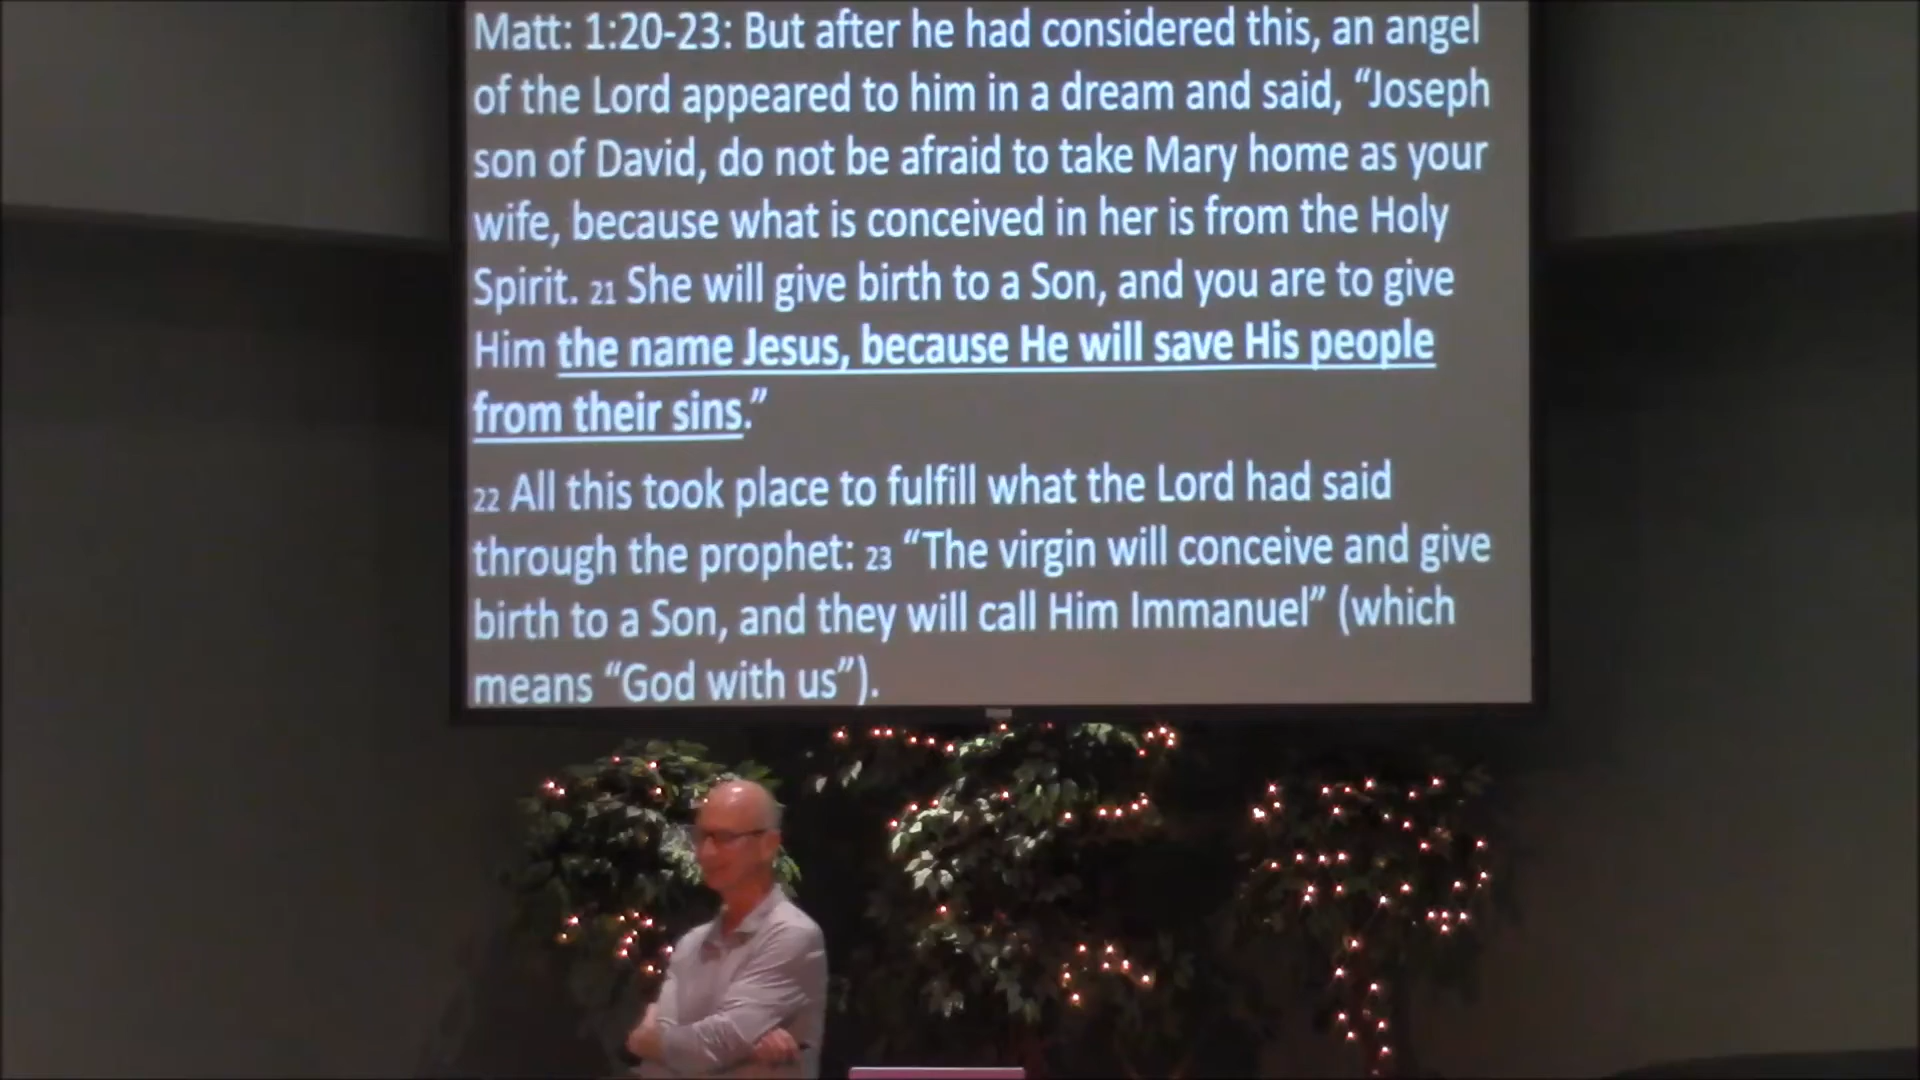 Matt: 1:20-23: But after he had considered this, an angel
of the Lord appeared to him in a dream and said, “Joseph
son of David, do not be afraid to take Mary home as your
wife, because what is conceived in her is from the Holy
Spirit. 21 She will give birth to a Son, and you are to give
Him the name Jesus, because He will save His people
from their sins.”
22 All this took place to fulfill what the Lord had said
through the prophet: 23 “The virgin will conceive and give
birth to a Son, and they will call Him Immanuel” (which
means “God with us”).